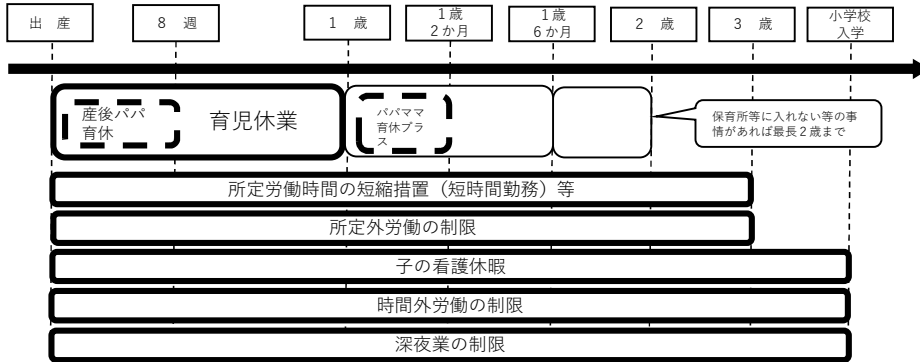 出 産
８ 週
１ 歳
１歳
２か月
１歳
６か月
２ 歳
３ 歳
小学校
入学
産後パパ
育休
育児休業
パパママ
育休プラ
ス
保育所等に入れない等の事
情があれば最長２歳まで
所定労働時間の短縮措置（短時間勤務）等
所定外労働の制限
子の看護休暇
時間外労働の制限
深夜業の制限